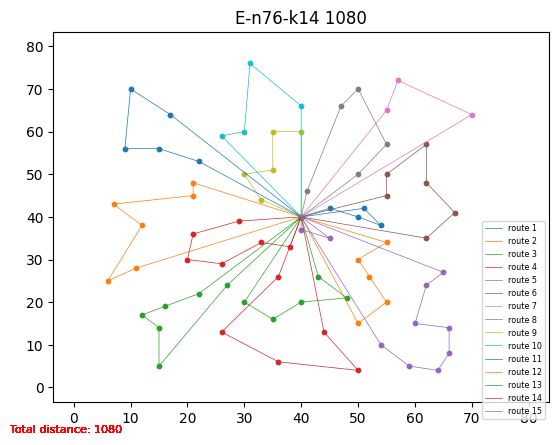 E-n76-k14 1080
80
70
60
50
40
30
20
10
0
0 10 20 30 40 50 60 70 80
route 1
route 2
route 3
route 4
route 5
route 6
route 7
route 8
route 9
route 10
route 11
route 12
route 13
route 14
route 15
Total distance: 1080